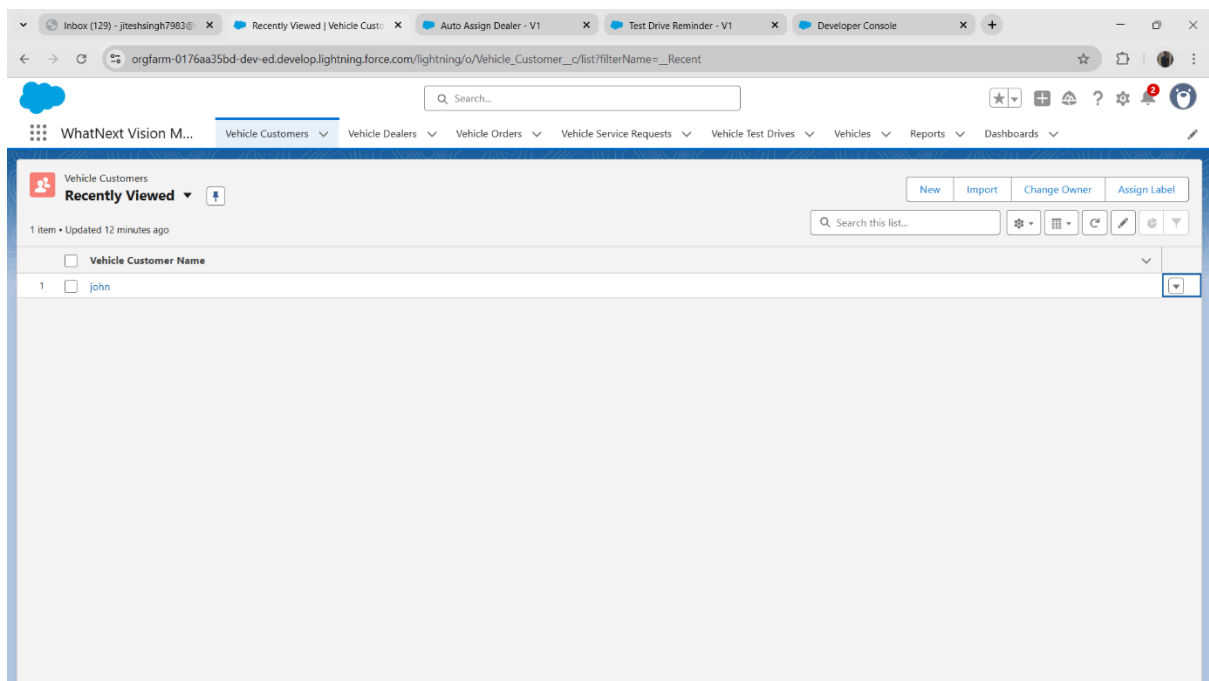 Inbox (129) - jiteshsingh7983@ Recently Viewed | Vehicle Custo Auto Assign Dealer - V1 Test Drive Reminder - V1 Developer Console
orgfarm-0176aa35bd-dev-ed.develop.lightning.force.com/lightning/o/Vehicle_Customer__c/list?filterName=__Recent
Search... 2
WhatNext Vision M... Vehicle Customers Vehicle Dealers Vehicle Orders Vehicle Service Requests Vehicle Test Drives Vehicles Reports Dashboards
Vehicle Customers
Recently Viewed New Import Change Owner Assign Label
1 item • Updated 12 minutes ago Search this list...
Vehicle Customer Name
1 john